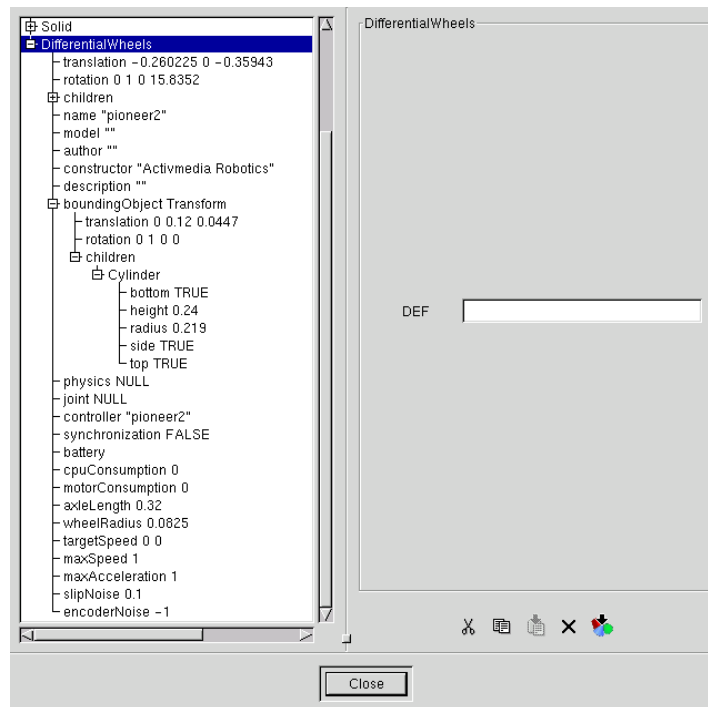 Solid
DifferentialWheels
translation -0.260225 0 -0.35943
rotation 0 1 0 15.8352
children
name "pioneer2"
model ""
author ""
constructor "Activmedia Robotics"
description ""
boundingObject Transform
translation 0 0.12 0.0447
rotation 0 1 0 0
children
Cylinder
bottom TRUE
height 0.24
radius 0.219
side TRUE
top TRUE
physics NULL
joint NULL
controller "pioneer2"
synchronization FALSE
battery
cpuConsumption 0
motorConsumption 0
axleLength 0.32
wheelRadius 0.0825
targetSpeed 0 0
maxSpeed 1
maxAcceleration 1
slipNoise 0.1
encoderNoise -1
DifferentialWheels
DEF
Close